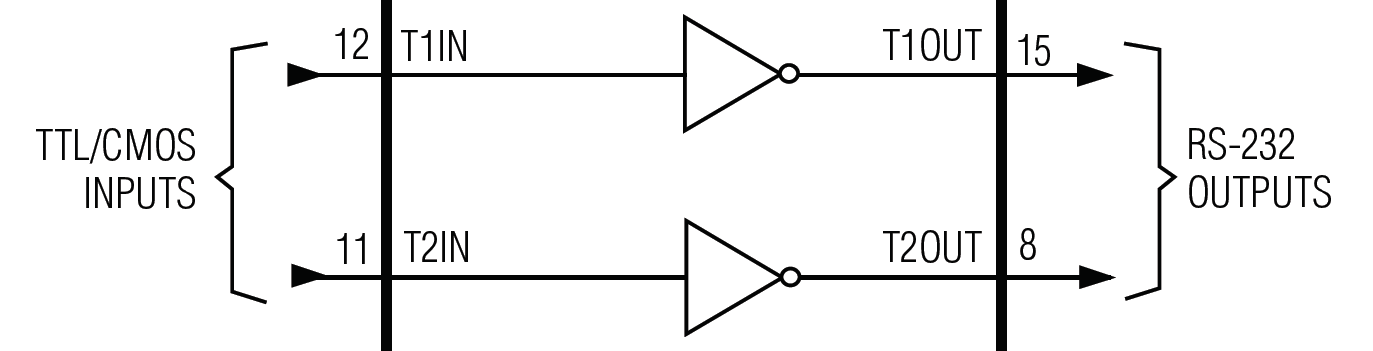 12 T1IN T1OUT 15
TTL/CMOS
INPUTS
RS-232
OUTPUTS
11 T2IN T2OUT 8